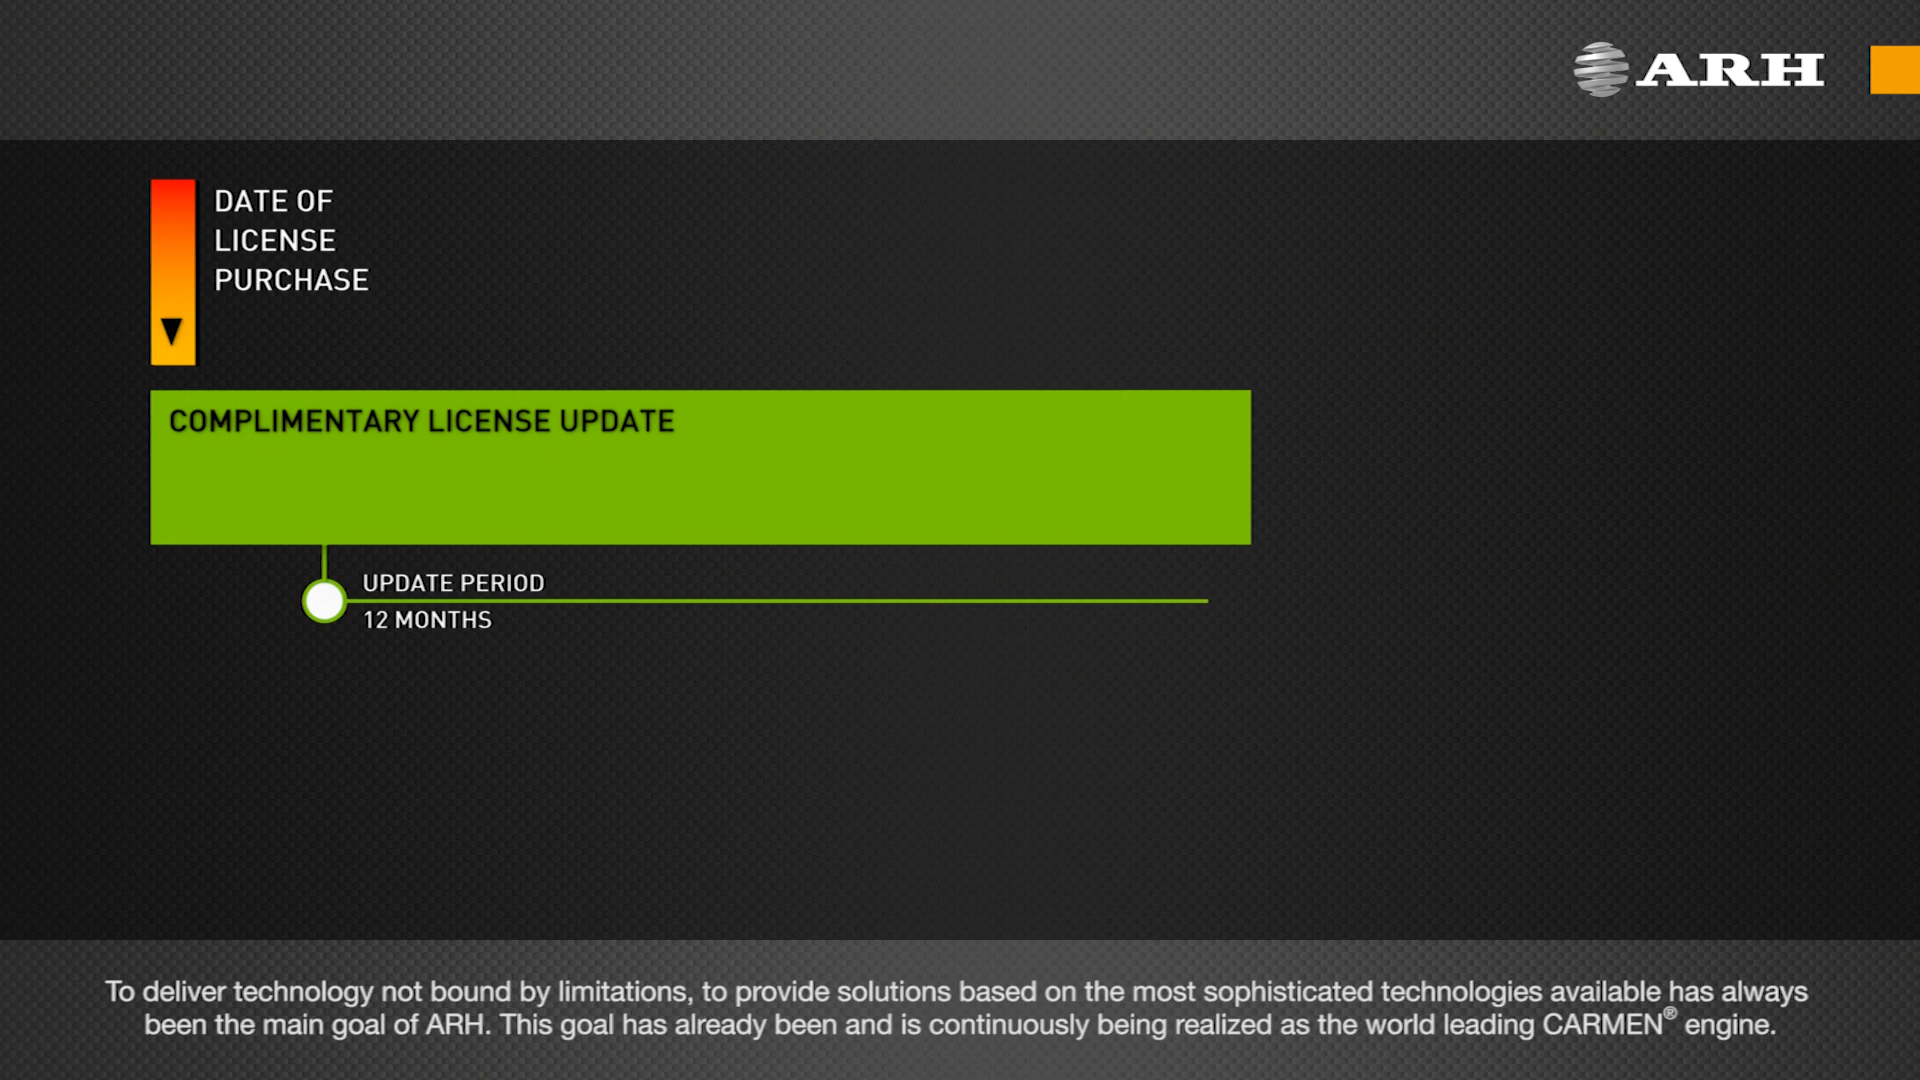 ARH
DATE OF
LICENSE
PURCHASE
COMPLIMENTARY LICENSE UPDATE
UPDATE PERIOD
12 MONTHS
To deliver technology not bound by limitations, to provide solutions based on the most sophisticated technologies available has always
been the main goal of ARH. This goal has already been and is continuously being realized as the world leading CARMEN® engine.